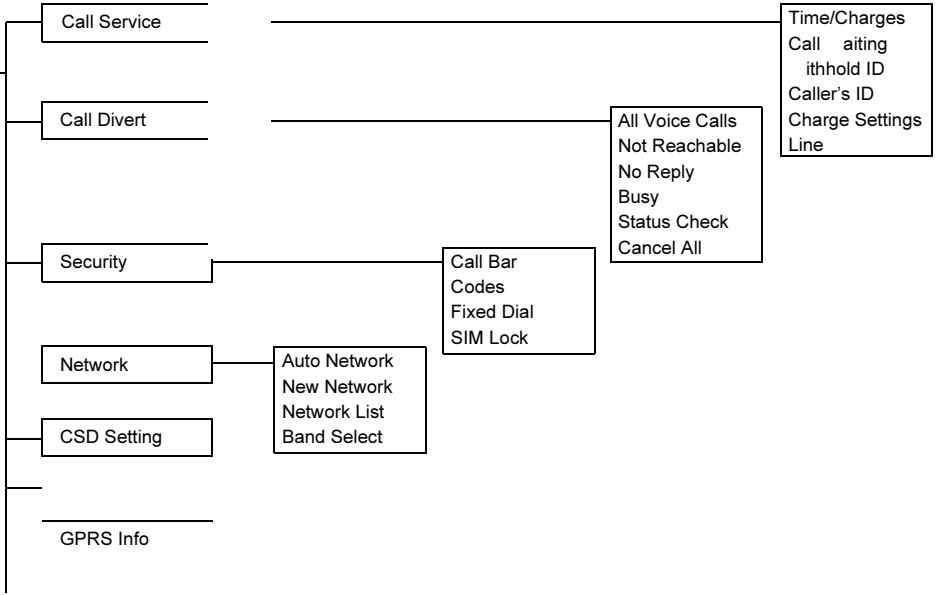 Call Service
Time/Charges
Call aiting
ithhold ID
Caller's ID
Charge Settings
Line
Call Divert
All Voice Calls
Not Reachable
No Reply
Busy
Status Check
Cancel All
Security
Call Bar
Codes
Fixed Dial
SIM Lock
Network
Auto Network
New Network
Network List
Band Select
CSD Setting
GPRS Info